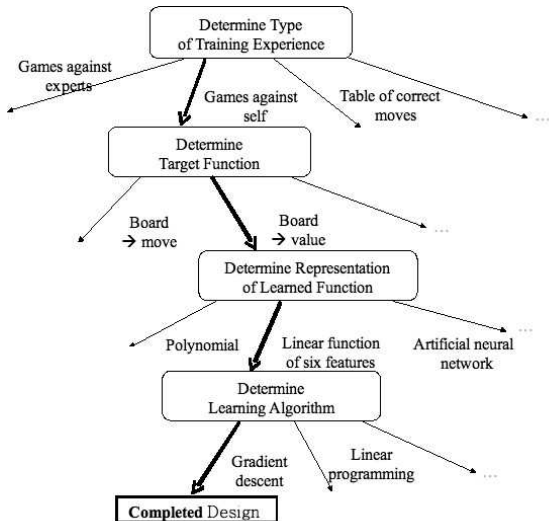 Determine Type
of Training Experience
Games against
experts
Games against
self
Table of correct
moves
...
Determine
Target Function
Board
→ move
Board
→ value
...
Determine Representation
of Learned Function
Polynomial
Linear function
of six features
Artificial neural
network
...
Determine
Learning Algorithm
Gradient
descent
Linear
programming
...
Completed Design